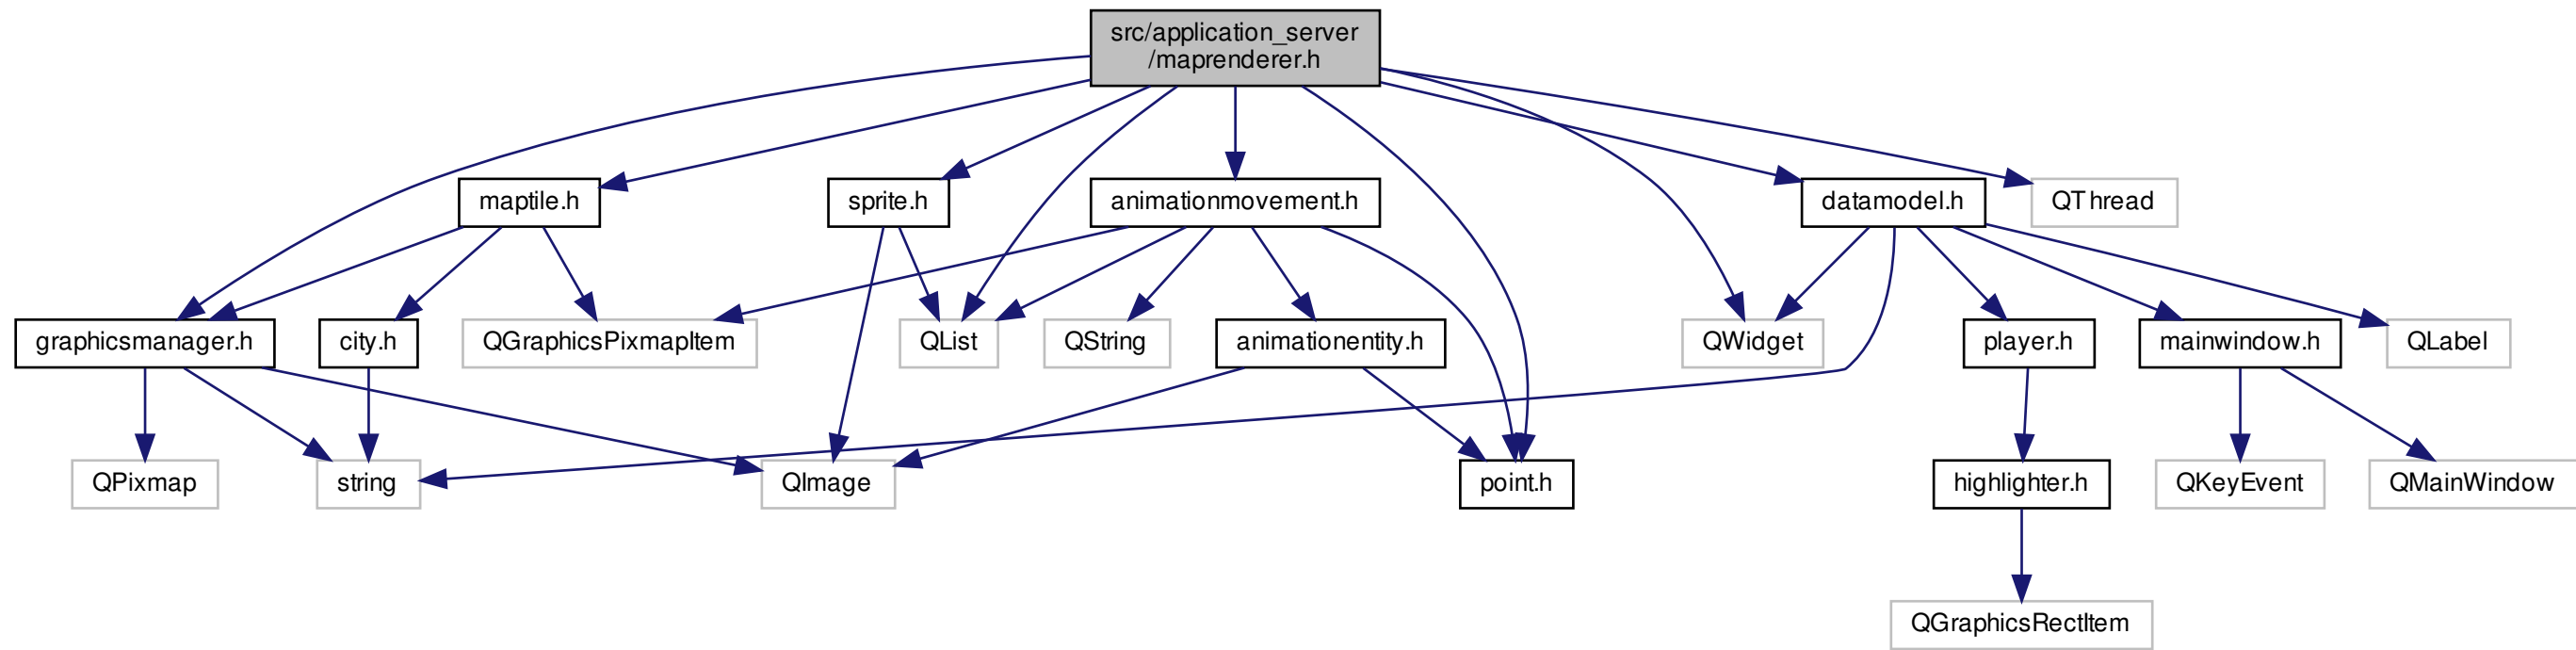 src/application_server
/maprenderer.h
maptile.h
sprite.h
animationmovement.h
datamodel.h
QThread
graphicsmanager.h
city.h
QGraphicsPixmapItem
QList
QString
animationentity.h
QWidget
player.h
mainwindow.h
QLabel
QPixmap
string
QImage
point.h
highlighter.h
QKeyEvent
QMainWindow
QGraphicsRectItem